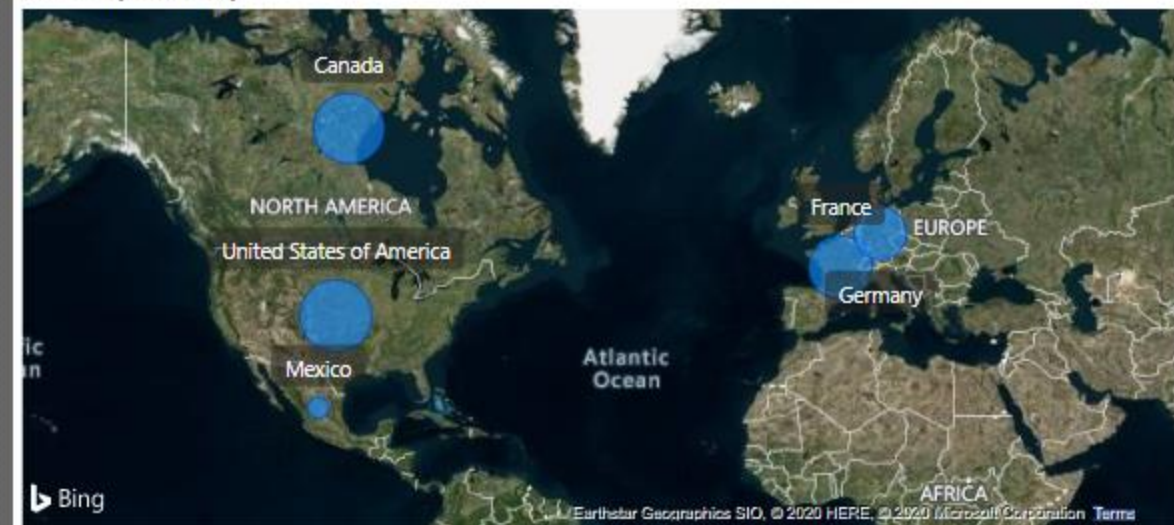 Canada
NORTH AMERICA
United States of America
Mexico
France
EUROPE
Germany
Atlantic
Ocean
AFRICA
Bing
Earthstar Geographics SIO, © 2020 HERE, © 2020 Microsoft Corporation Terms